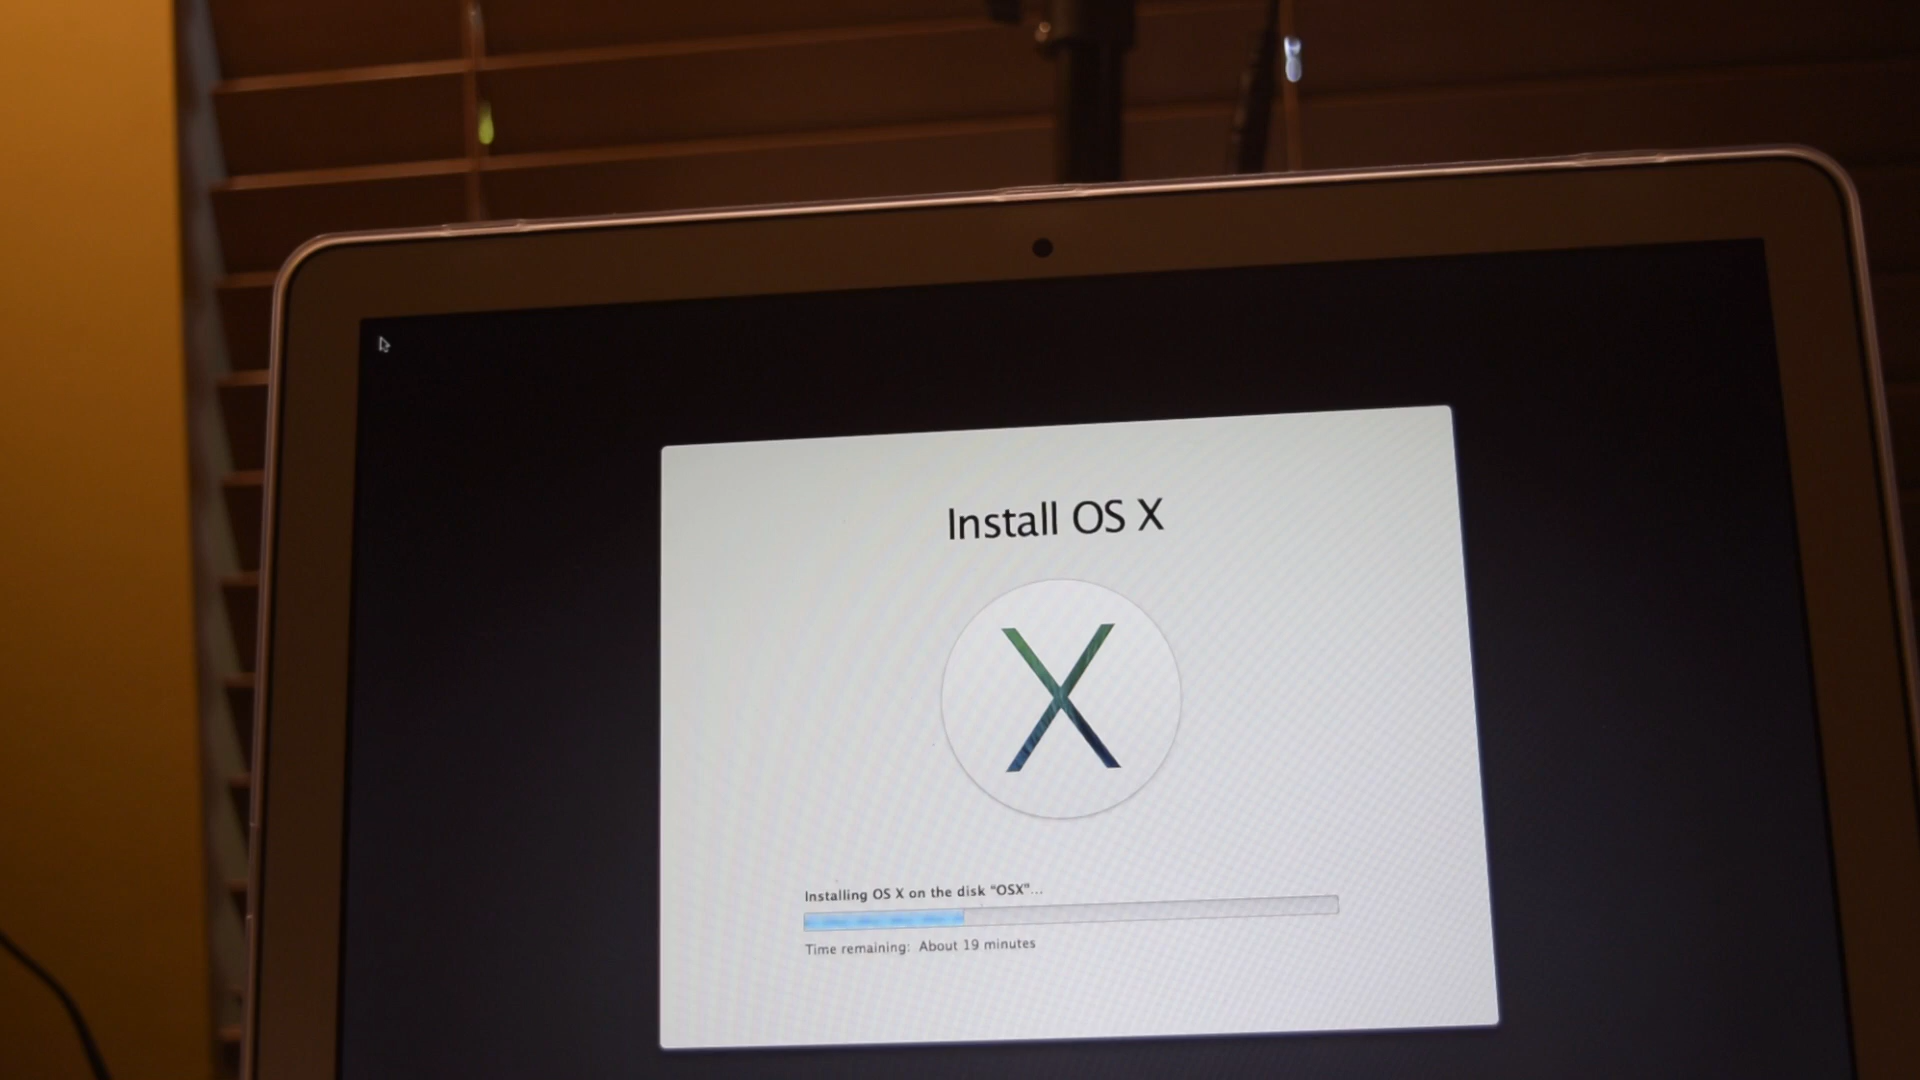 Install OS X
X
Installing OS X on the disk “OSX”...
Time remaining: About 19 minutes